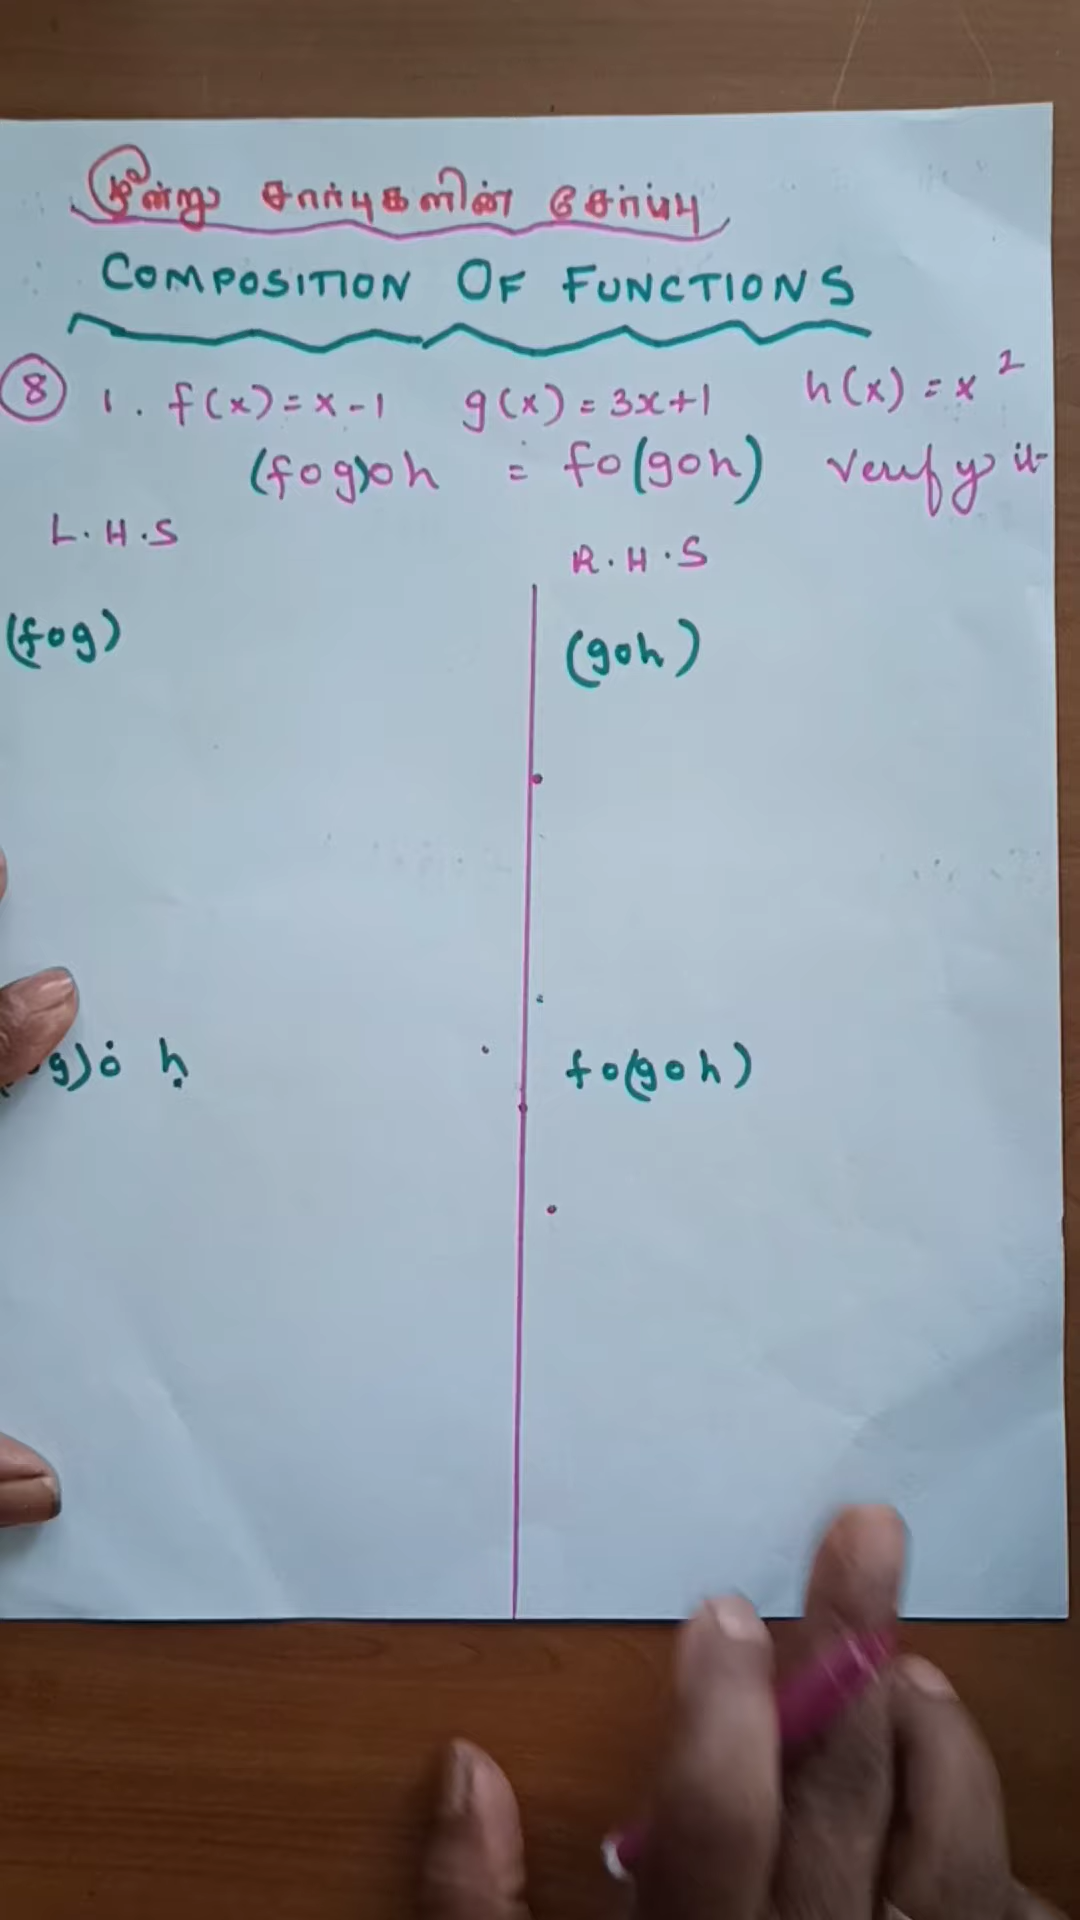 மூன்று சார்புகளின் சேர்ப்பு
COMPOSITION OF FUNCTIONS
8 1. f(x) = x-1 g(x) = 3x+1 h(x) = x²
(fog)oh = fo(goh) Verify it
L.H.S R.H.S
(fog) (goh)
g)o h fo(goh)